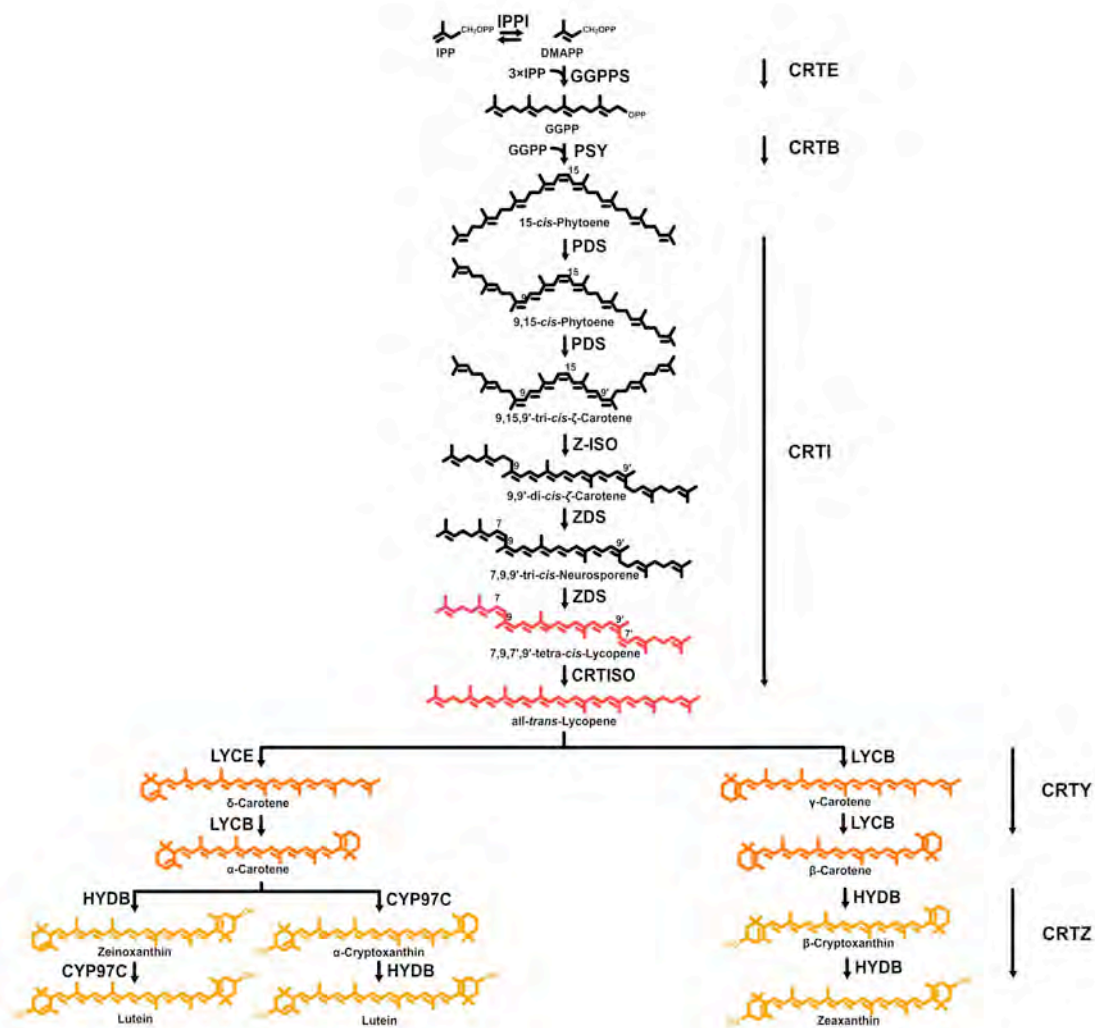 IPPI
CH₂OPP
CH₂OPP
IPP
DMAPP
3×IPP
GGPPS
CRTE
OPP
GGPP
GGPP
PSY
CRTB
15
15-cis-Phytoene
PDS
15
9
9,15-cis-Phytoene
PDS
15
9
9'
9,15,9'-tri-cis-ζ-Carotene
Z-ISO
CRTI
9
9'
9,9'-di-cis-ζ-Carotene
ZDS
7
9
9'
7,9,9'-tri-cis-Neurosporene
ZDS
7
9
9'
7'
7,9,7',9'-tetra-cis-Lycopene
CRTISO
all-trans-Lycopene
LYCE
LYCB
δ-Carotene
γ-Carotene
CRTY
LYCB
LYCB
α-Carotene
β-Carotene
HYDB
CYP97C
HYDB
Zeinoxanthin
α-Cryptoxanthin
β-Cryptoxanthin
CRTZ
CYP97C
HYDB
HYDB
Lutein
Lutein
Zeaxanthin